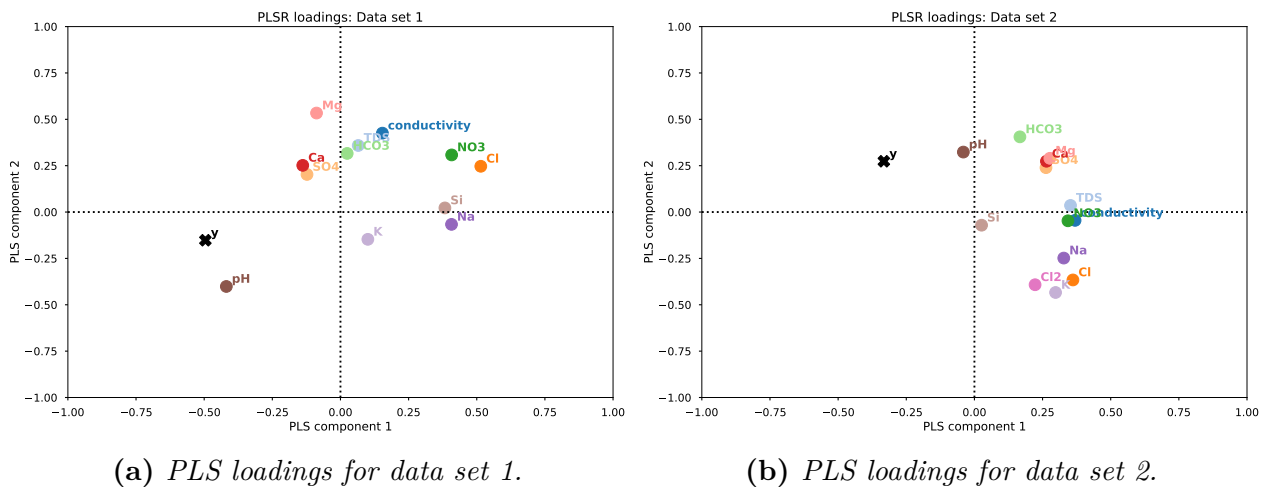 PLSR loadings: Data set 1
1.00
0.75
0.50
0.25
0.00
−0.25
−0.50
−0.75
−1.00
PLS component 2
Mg
conductivity
TDS
HCO3
NO3
Cl
Ca
SO4
Si
Na
K
y
pH
−1.00 −0.75 −0.50 −0.25 0.00 0.25 0.50 0.75 1.00
PLS component 1
(a) PLS loadings for data set 1.
PLSR loadings: Data set 2
1.00
0.75
0.50
0.25
0.00
−0.25
−0.50
−0.75
−1.00
PLS component 2
HCO3
pH
y
Mg
Ca
SO4
TDS
NO3
conductivity
Si
Na
Cl2
Cl
K
−1.00 −0.75 −0.50 −0.25 0.00 0.25 0.50 0.75 1.00
PLS component 1
(b) PLS loadings for data set 2.